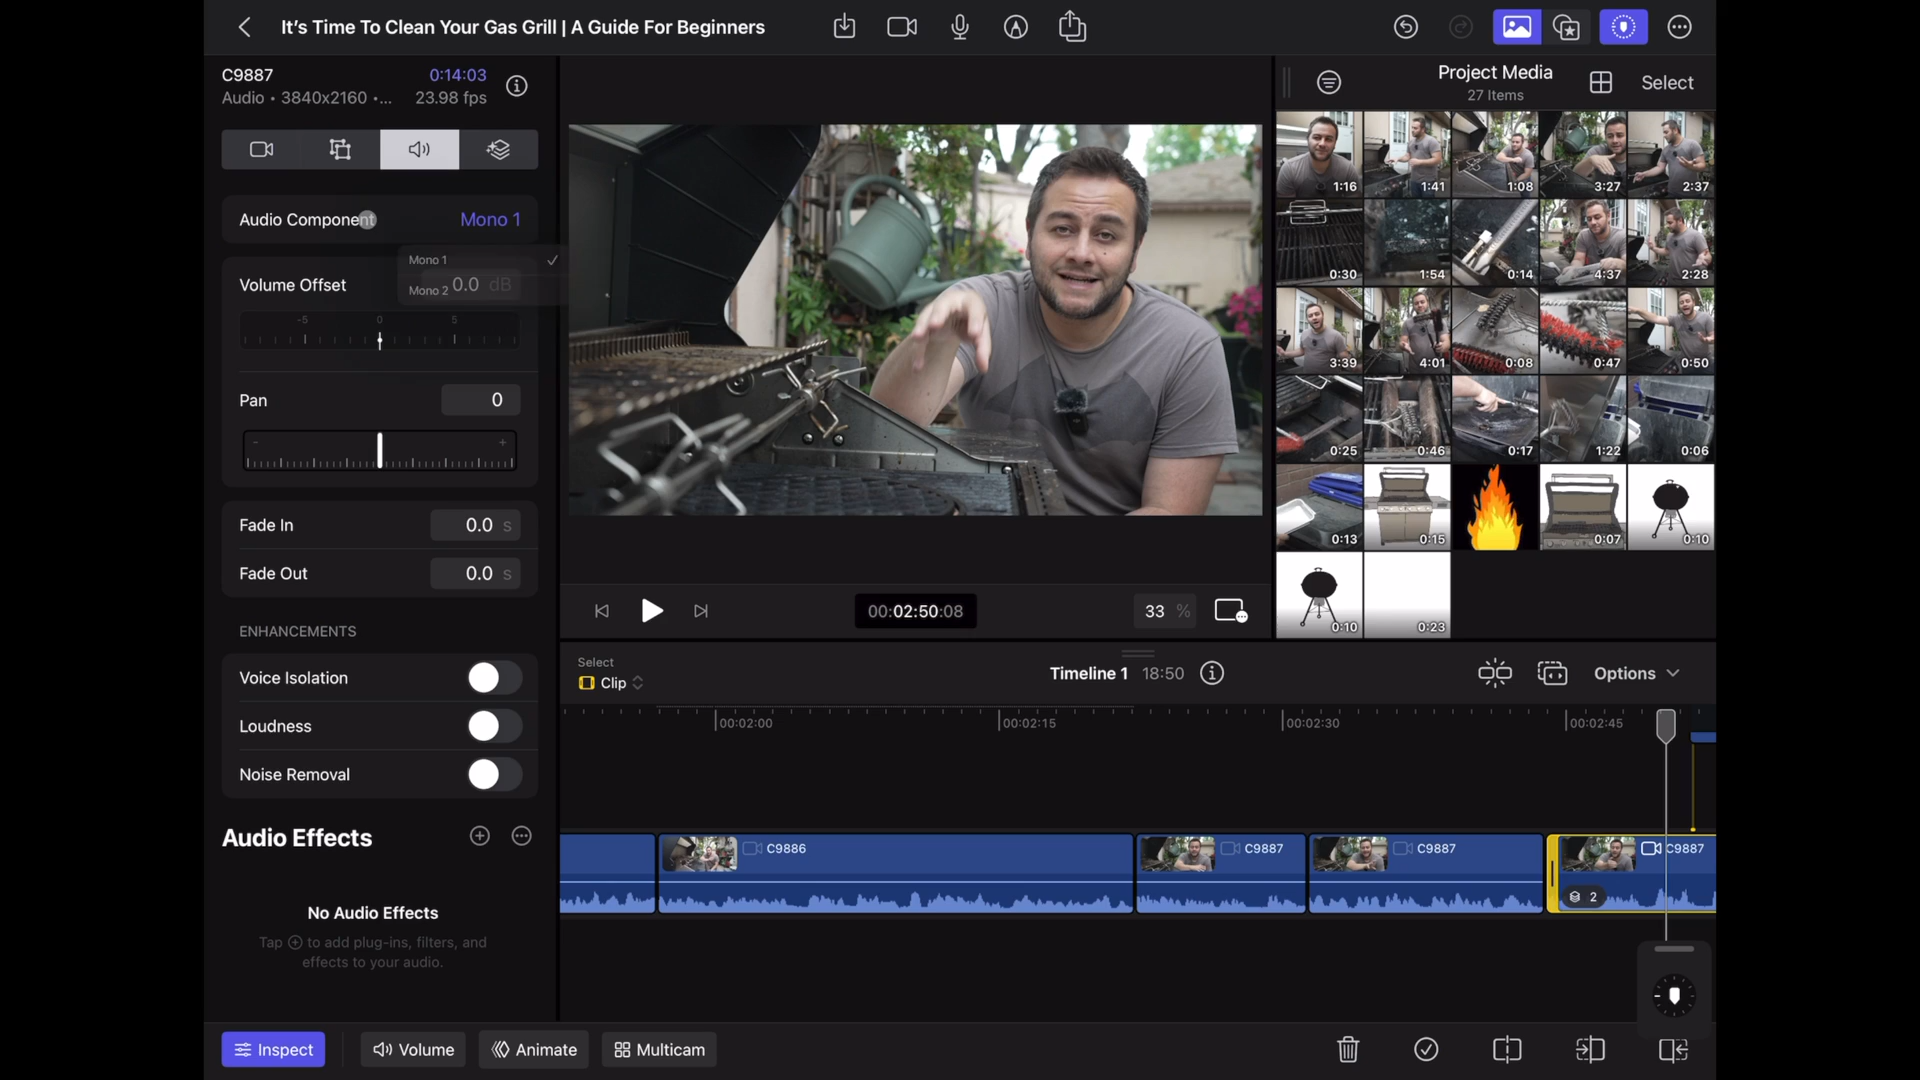 It's Time To Clean Your Gas Grill | A Guide For Beginners
C9887
0:14:03
Audio • 3840x2160 •...
23.98 fps
Audio Component
Mono 1
Mono 1
Mono 2
Volume Offset
0.0 dB
-5 0 5
Pan
0
- +
Fade In
0.0 s
Fade Out
0.0 s
ENHANCEMENTS
Voice Isolation
Loudness
Noise Removal
Audio Effects
No Audio Effects
Tap + to add plug-ins, filters, and
effects to your audio.
00:02:50:08
33 %
Project Media
27 Items
Select
1:16 1:41 1:08 3:27 2:37
0:30 1:54 0:14 4:37 2:28
3:39 4:01 0:08 0:47 0:50
0:25 0:46 0:17 1:22 0:06
0:13 0:15 0:07 0:10
0:10 0:23
Select
Clip
Timeline 1 18:50
Options
00:02:00 00:02:15 00:02:30 00:02:45
C9886 C9887 C9887 C9887
2
Inspect
Volume
Animate
Multicam